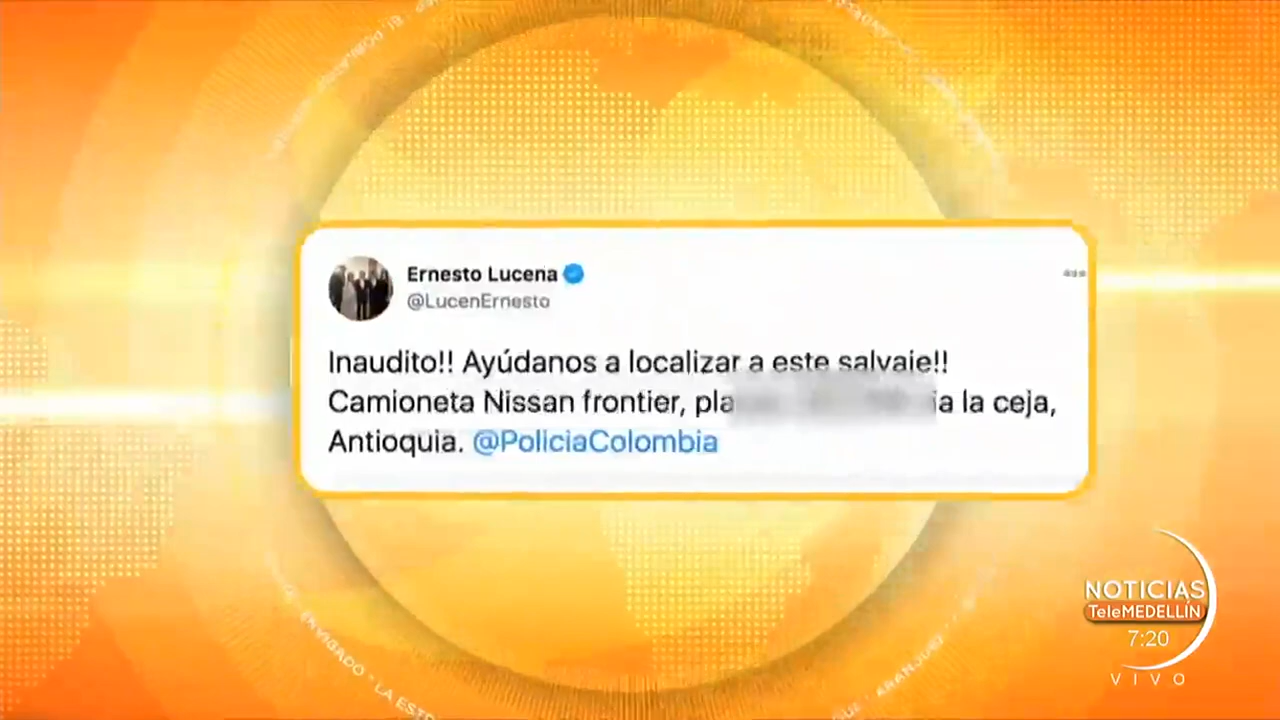 Ernesto Lucena
@LucenErnesto
Inaudito!! Ayúdanos a localizar a este salvaje!!
Camioneta Nissan frontier, la ceja,
Antioquia. @PoliciaColombia
NOTICIAS
TeleMEDELLÍN
7:20
VIVO
ENVIGADO